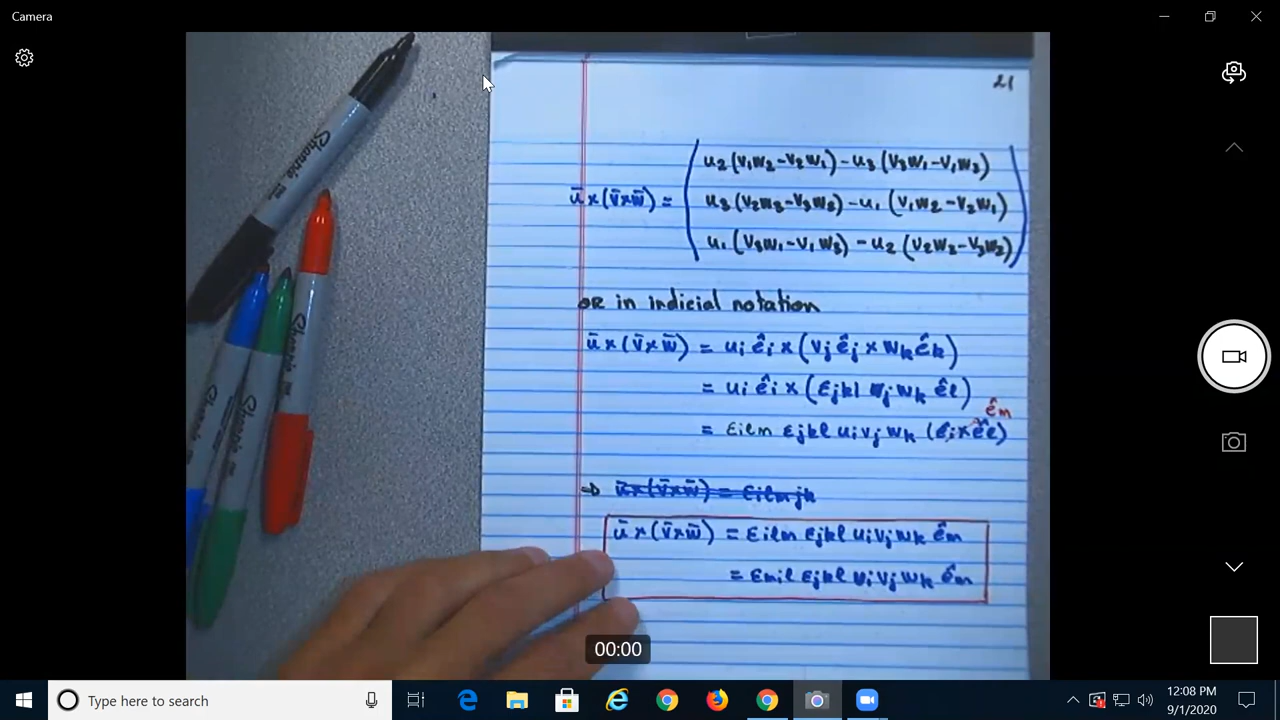 Camera
21
ū × (v̄ × w̄) =
u2 (v1w2 - v2w1) - u3 (v3w1 - v1w3)
u3 (v2w3 - v3w2) - u1 (v1w2 - v2w1)
u1 (v3w1 - v1w3) - u2 (v2w3 - v3w2)
OR in indicial notation
ū × (v̄ × w̄) = ui êi × (vj êj × wk êk)
= ui êi × (εjkl vj wk êl)
êm
= εilm εjkl ui vj wk (êi × êl)
⇒ ū × (v̄ × w̄) = εilm jk
ū × (v̄ × w̄) = εilm εjkl ui vj wk êm
= εmil εjkl ui vj wk êm
Sharpie
Sharpie
00:00
Type here to search
12:08 PM
9/1/2020